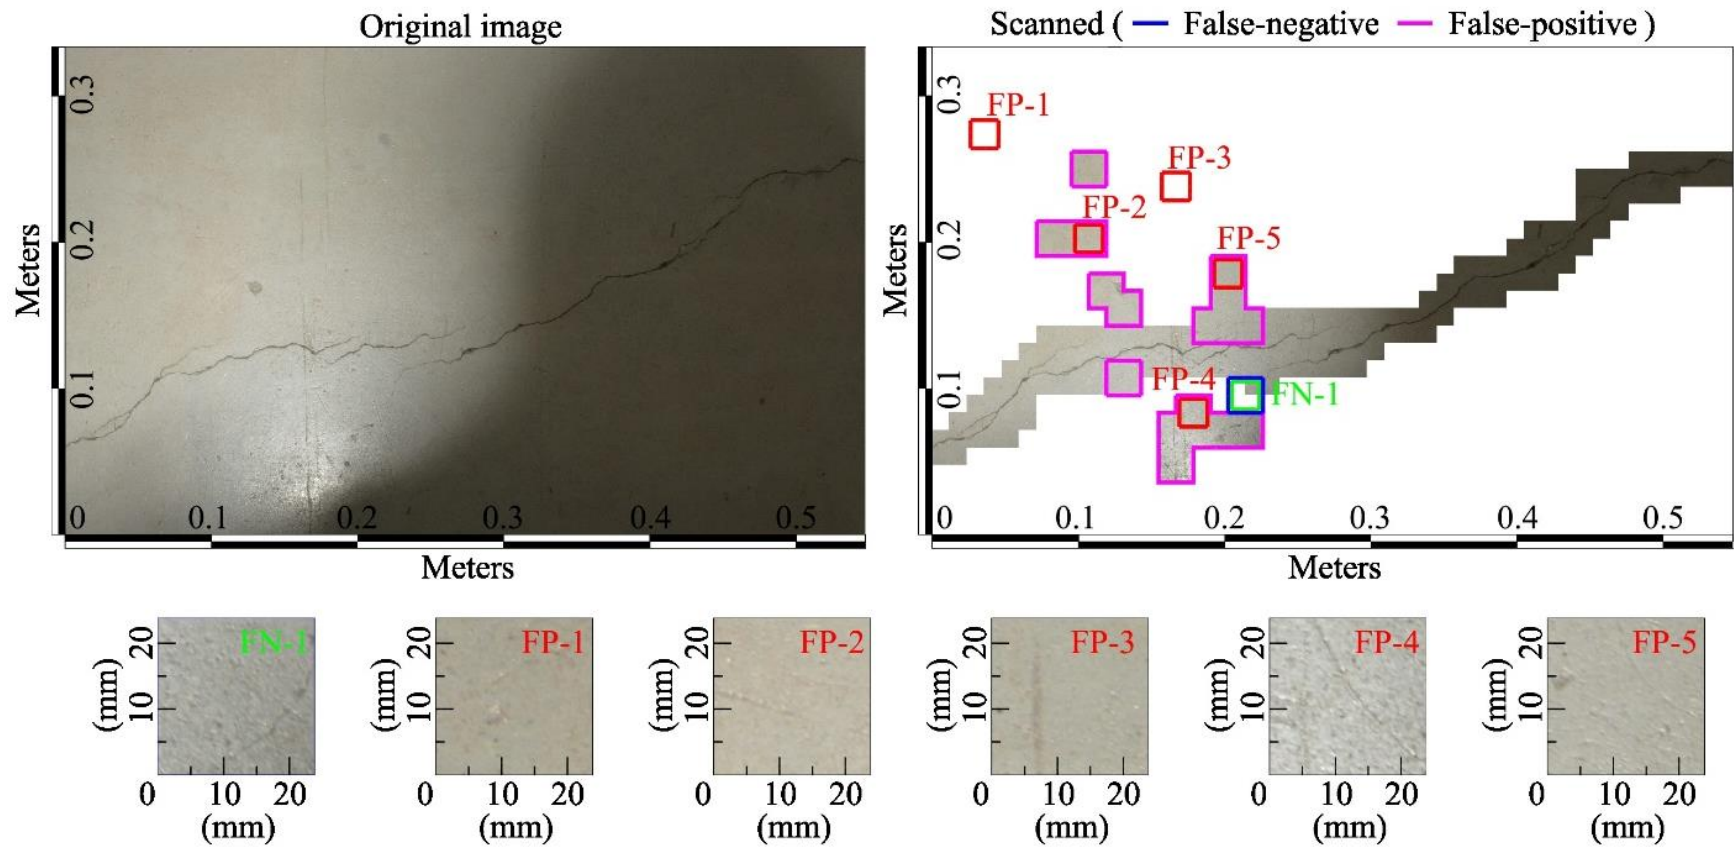 Original image
Scanned ( — False-negative — False-positive )
0.3
0.2
0.1
0 0.1 0.2 0.3 0.4 0.5
Meters
Meters
0.3
0.2
0.1
0 0.1 0.2 0.3 0.4 0.5
Meters
FP-1
FP-3
FP-2
FP-5
FP-4
FN-1
FN-1
20
10
(mm)
0 10 20
(mm)
FP-1
20
10
(mm)
0 10 20
(mm)
FP-2
20
10
(mm)
0 10 20
(mm)
FP-3
20
10
(mm)
0 10 20
(mm)
FP-4
20
10
(mm)
0 10 20
(mm)
FP-5
20
10
(mm)
0 10 20
(mm)